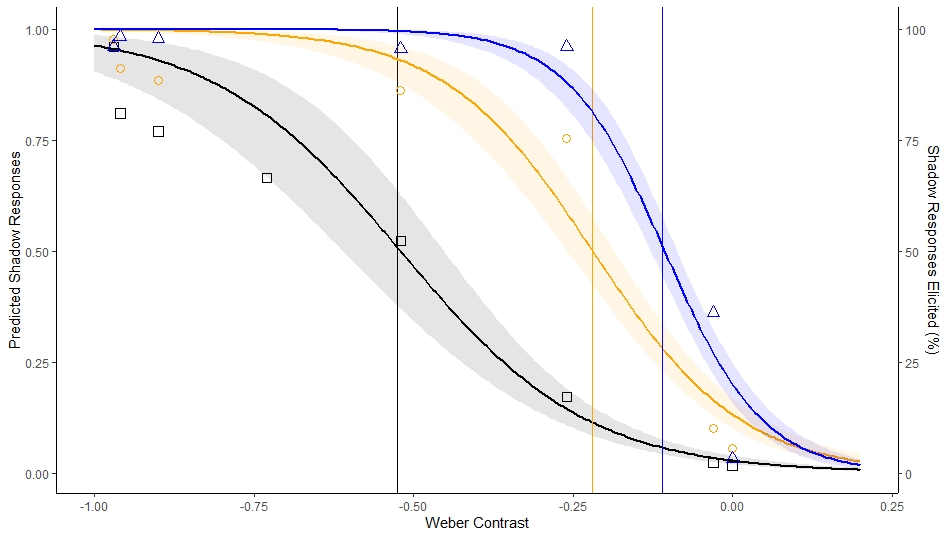 1.00
0.75
0.50
0.25
0.00
Predicted Shadow Responses
100
75
50
25
0
Shadow Responses Elicited (%)
-1.00 -0.75 -0.50 -0.25 0.00 0.25
Weber Contrast